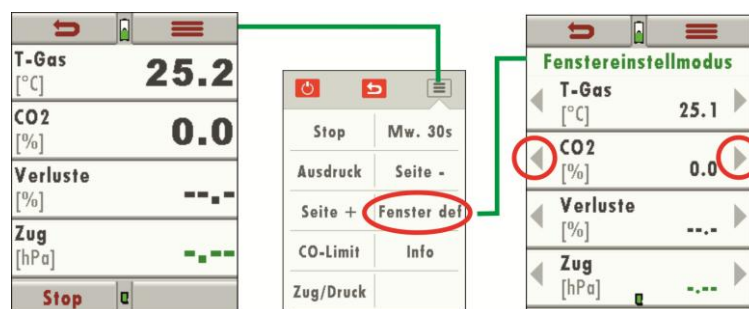 T-Gas
[°C]
25.2
CO2
[%]
0.0
Verluste
[%]
--.-
Zug
[hPa]
-.--
Stop
Stop
Mw. 30s
Ausdruck
Seite -
Seite +
Fenster def
CO-Limit
Info
Zug/Druck
Fenstereinstellmodus
T-Gas
[°C]
25.1
CO2
[%]
0.0
Verluste
[%]
--.-
Zug
[hPa]
-.--